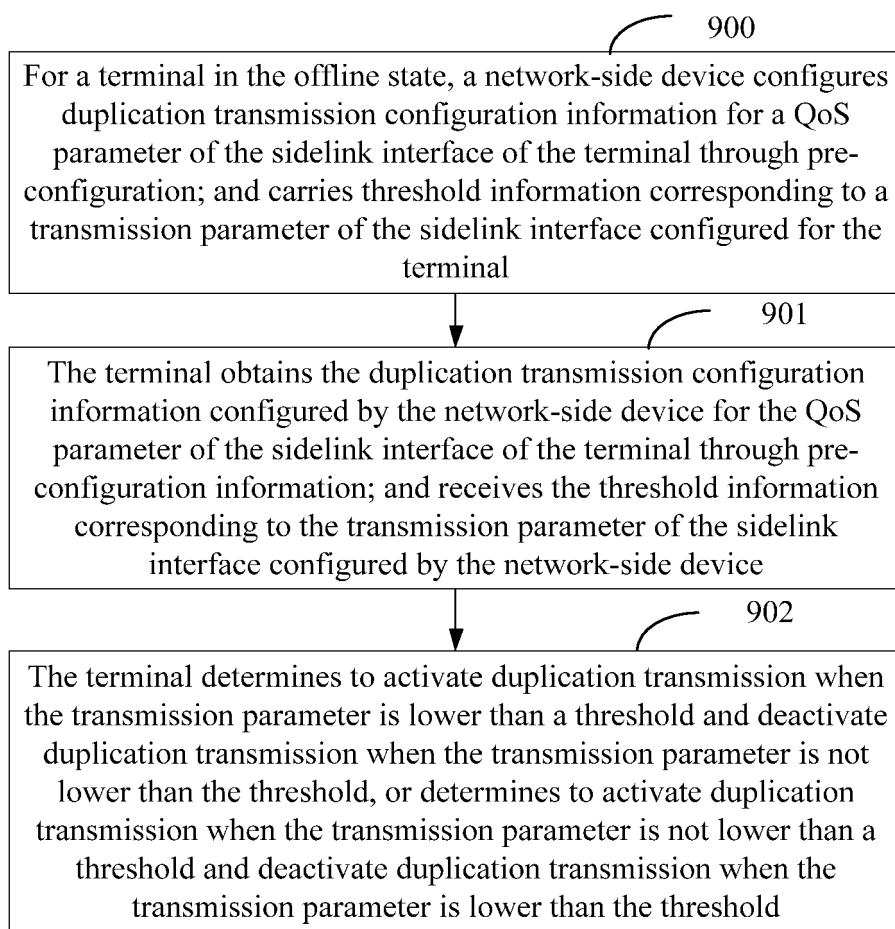 900
For a terminal in the offline state, a network-side device configures
duplication transmission configuration information for a QoS
parameter of the sidelink interface of the terminal through pre-
configuration; and carries threshold information corresponding to a
transmission parameter of the sidelink interface configured for the
terminal
901
The terminal obtains the duplication transmission configuration
information configured by the network-side device for the QoS
parameter of the sidelink interface of the terminal through pre-
configuration information; and receives the threshold information
corresponding to the transmission parameter of the sidelink
interface configured by the network-side device
902
The terminal determines to activate duplication transmission when
the transmission parameter is lower than a threshold and deactivate
duplication transmission when the transmission parameter is not
lower than the threshold, or determines to activate duplication
transmission when the transmission parameter is not lower than a
threshold and deactivate duplication transmission when the
transmission parameter is lower than the threshold